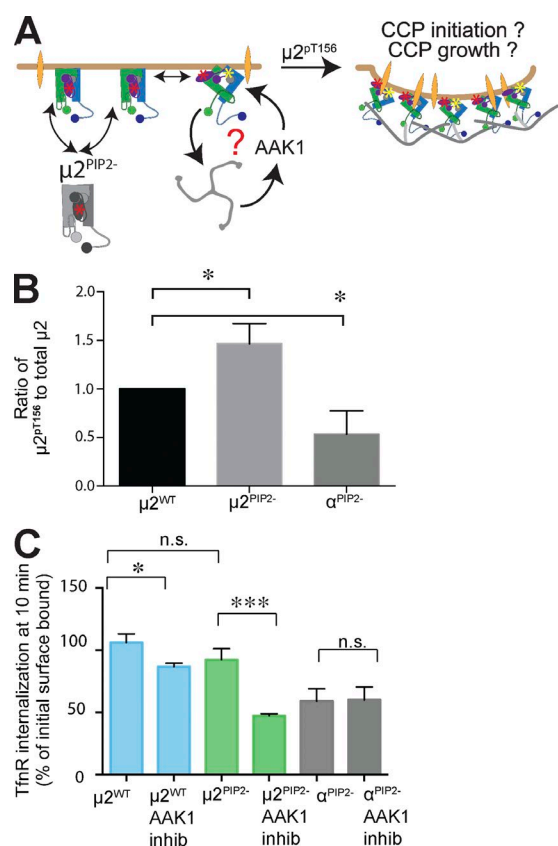 A
μ2pT156
CCP initiation ?
CCP growth ?
?
AAK1
μ2PIP2-
B
*
*
Ratio of
μ2pT156 to total μ2
2.0
1.5
1.0
0.5
0.0
μ2WT
μ2PIP2-
αPIP2-
C
n.s.
*
***
n.s.
TfnR internalization at 10 min
(% of initial surface bound)
150
100
50
0
μ2WT
μ2WT
AAK1
inhib
μ2PIP2-
μ2PIP2-
AAK1
inhib
αPIP2-
αPIP2-
AAK1
inhib